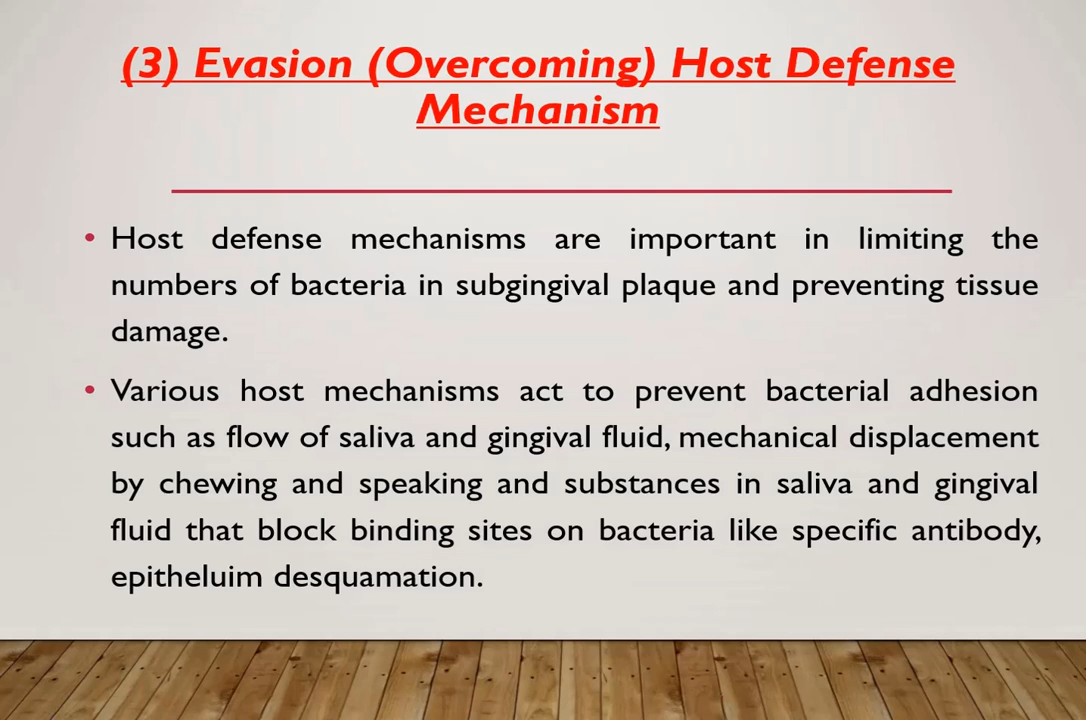 (3) Evasion (Overcoming) Host Defense
Mechanism
• Host defense mechanisms are important in limiting the
numbers of bacteria in subgingival plaque and preventing tissue
damage.
• Various host mechanisms act to prevent bacterial adhesion
such as flow of saliva and gingival fluid, mechanical displacement
by chewing and speaking and substances in saliva and gingival
fluid that block binding sites on bacteria like specific antibody,
epitheluim desquamation.